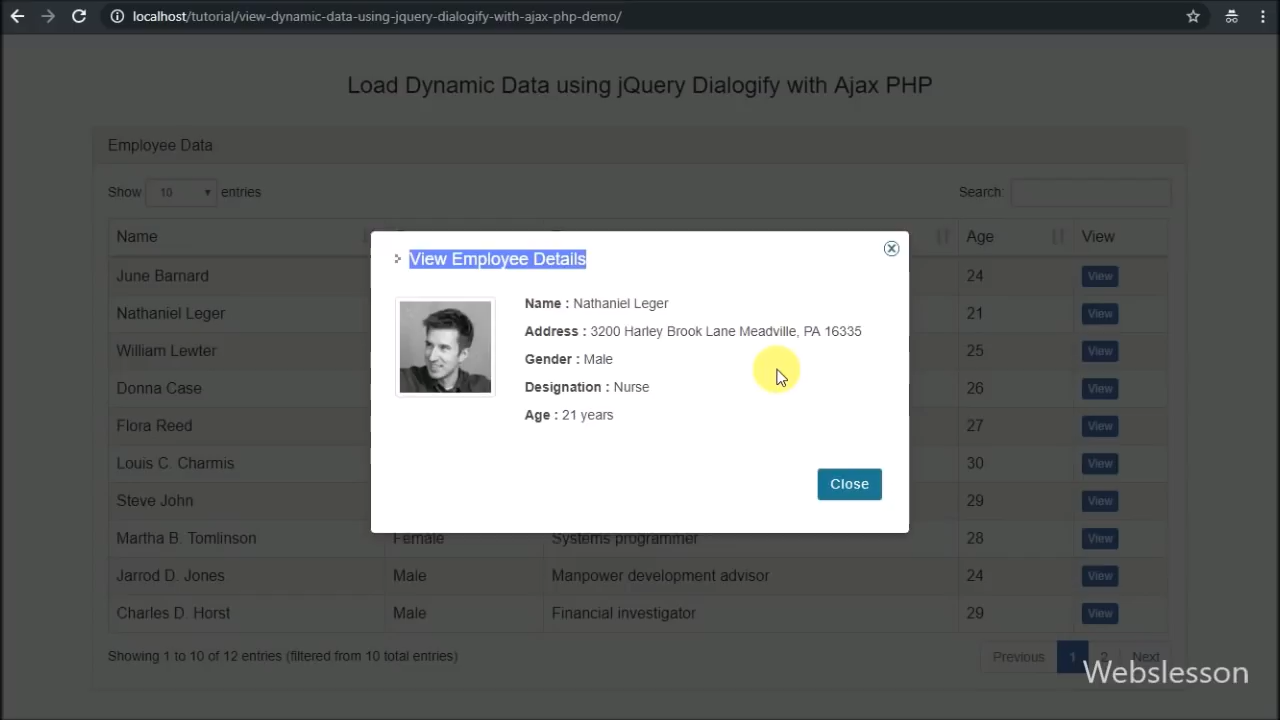 localhost/tutorial/view-dynamic-data-using-jquery-dialogify-with-ajax-php-demo/
Load Dynamic Data using jQuery Dialogify with Ajax PHP
Employee Data
Show 10 entries
Search:
Name Age View
View Employee Details
Name : Nathaniel Leger
Address : 3200 Harley Brook Lane Meadville, PA 16335
Gender : Male
Designation : Nurse
Age : 21 years
Close
June Barnard 24 View
Nathaniel Leger 21 View
William Lewter 25 View
Donna Case 26 View
Flora Reed 27 View
Louis C. Charmis 30 View
Steve John 29 View
Martha B. Tomlinson Female Systems programmer 28 View
Jarrod D. Jones Male Manpower development advisor 24 View
Charles D. Horst Male Financial investigator 29 View
Showing 1 to 10 of 12 entries (filtered from 10 total entries)
Previous 1 2 Next
Webslesson